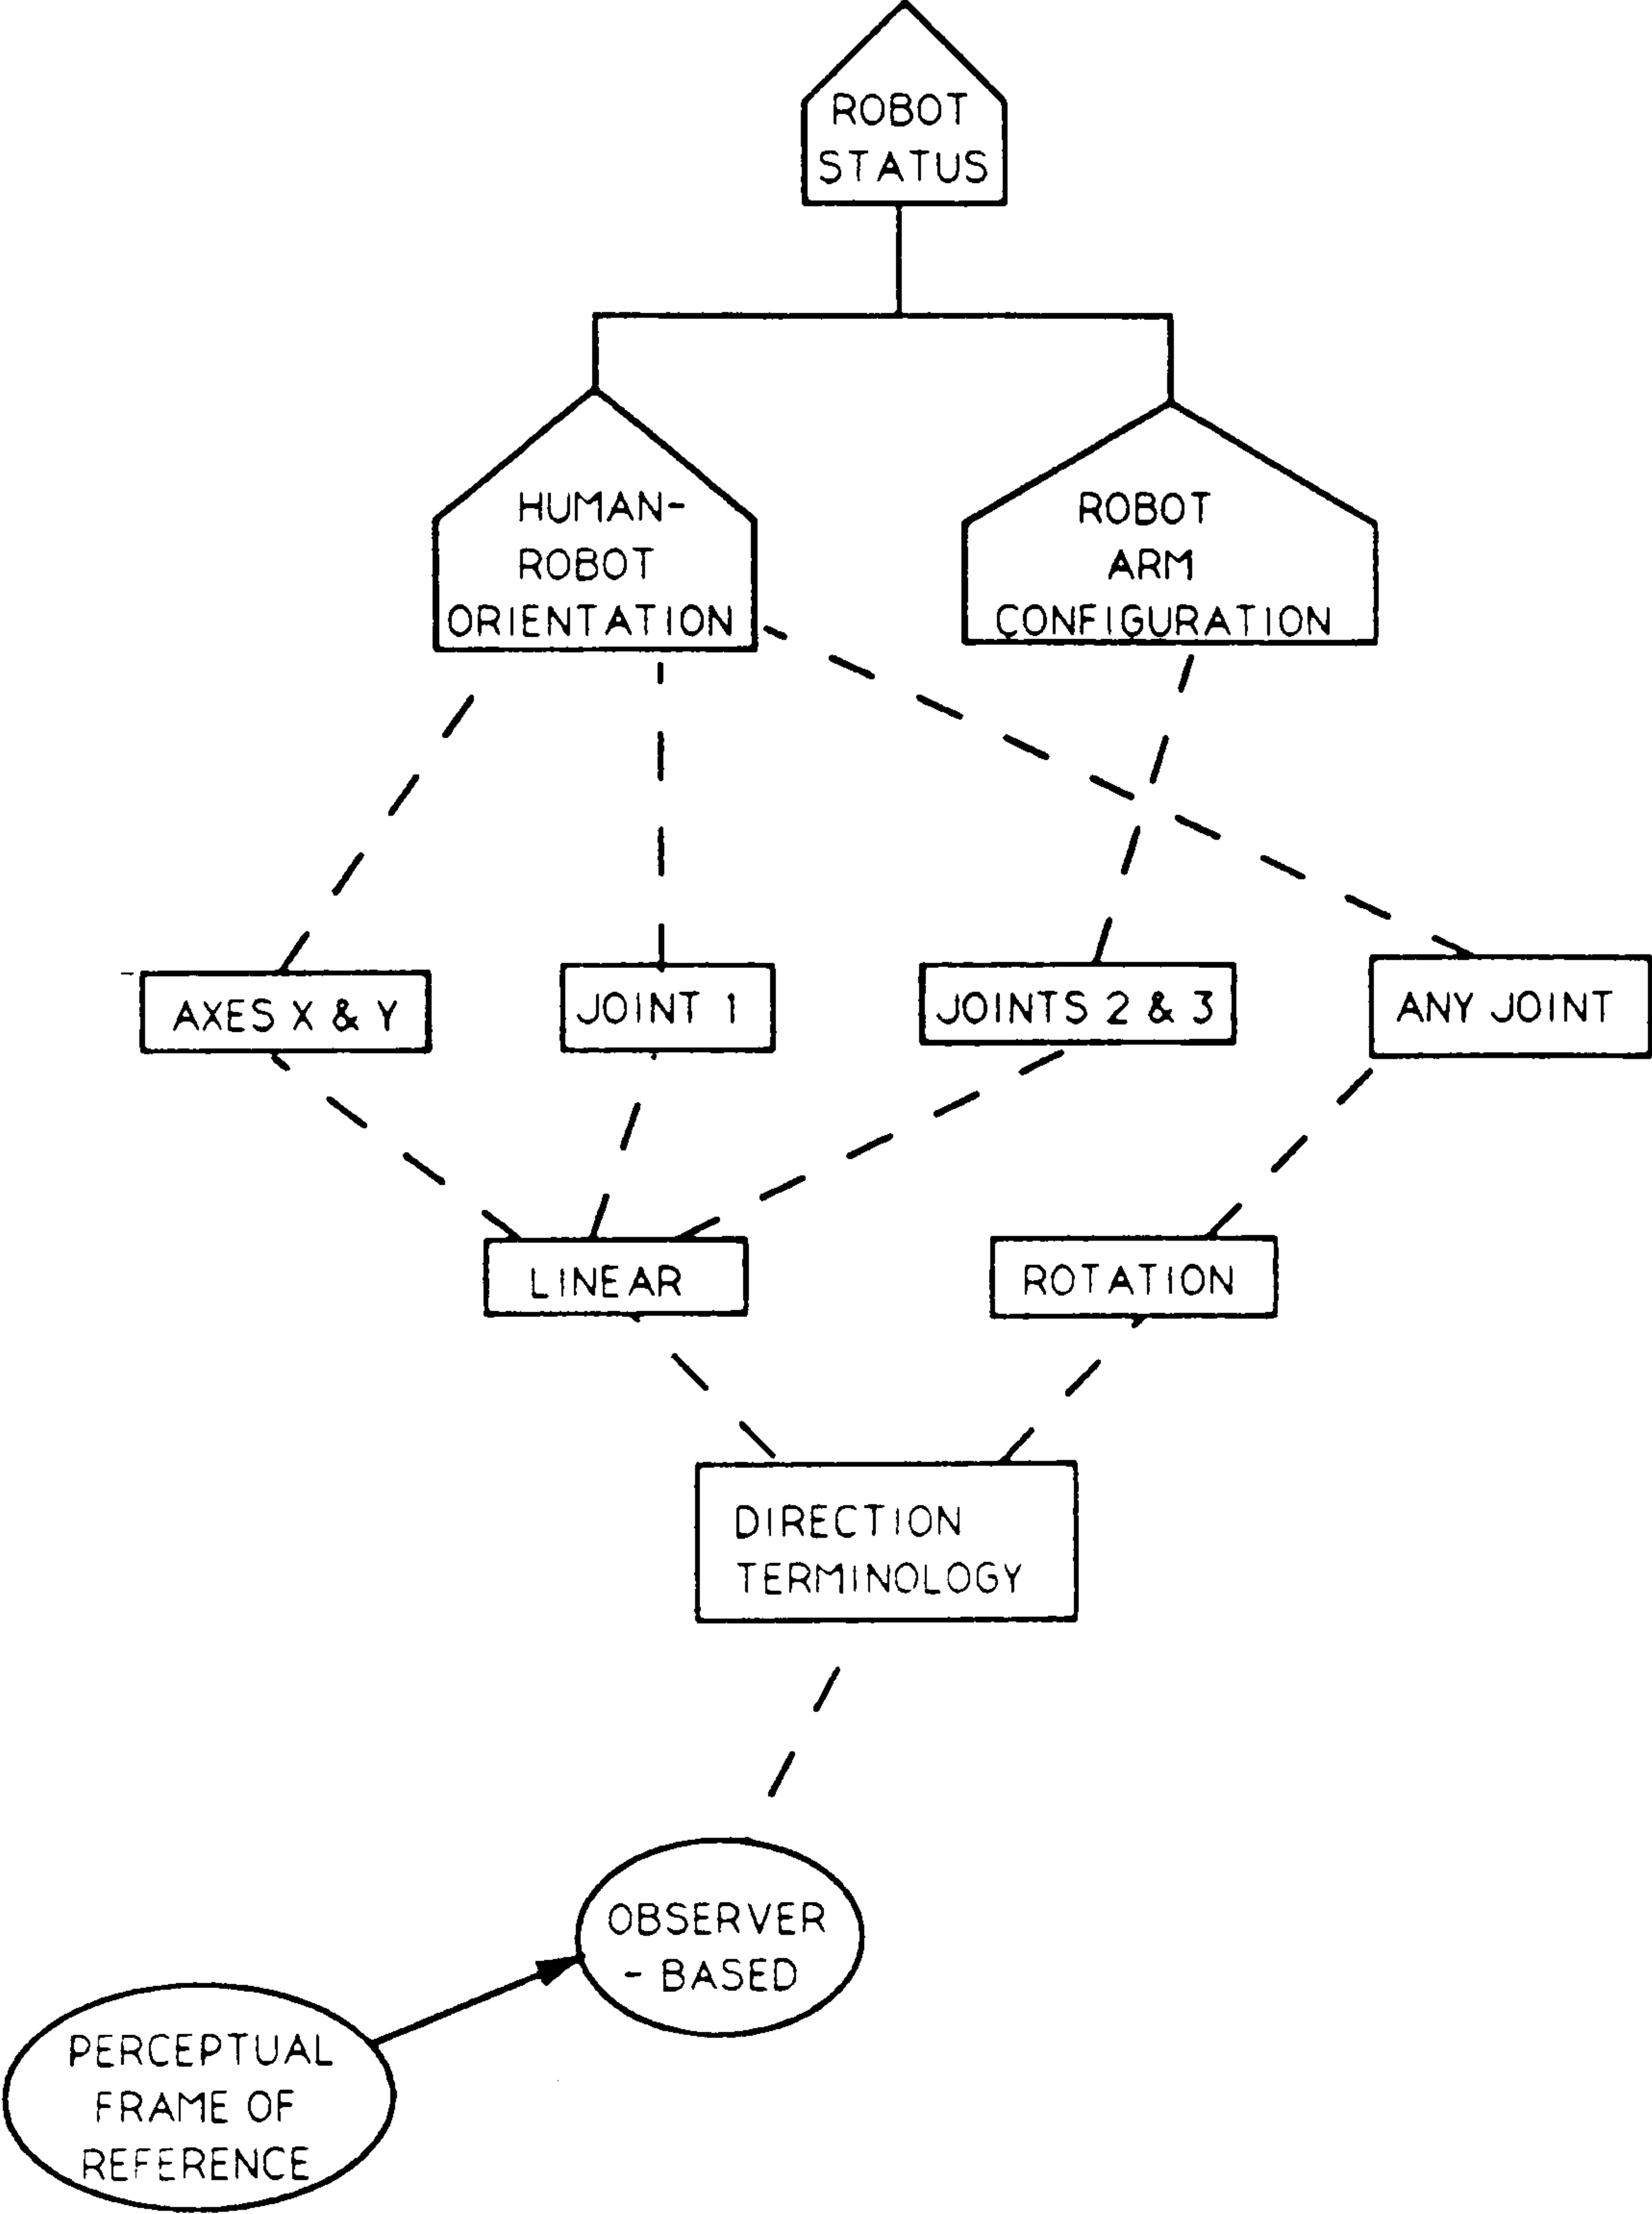 ROBOT
STATUS
HUMAN-
ROBOT
ORIENTATION
ROBOT
ARM
CONFIGURATION
AXES X & Y
JOINT 1
JOINTS 2 & 3
ANY JOINT
LINEAR
ROTATION
DIRECTION
TERMINOLOGY
OBSERVER
- BASED
PERCEPTUAL
FRAME OF
REFERENCE